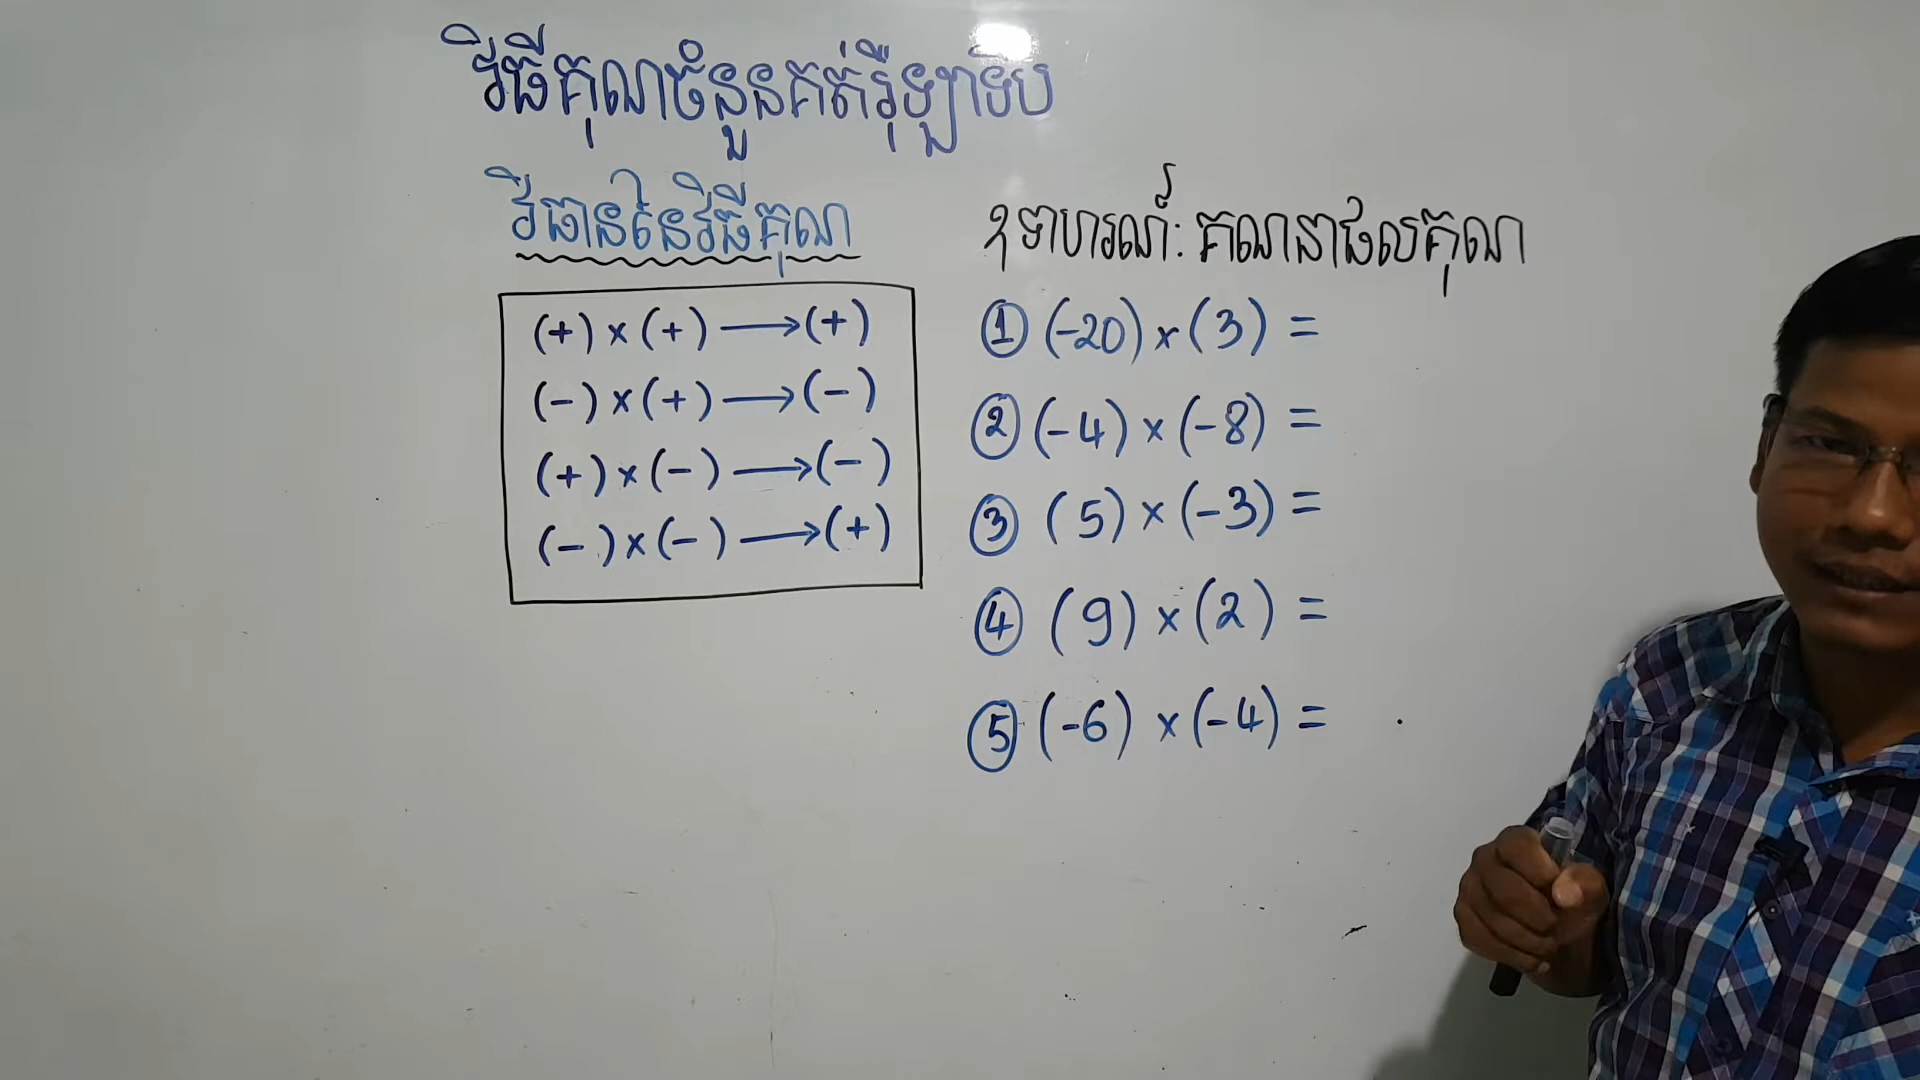 វិធីគុណចំនួនគត់រ៉ឺឡាទីប
វិធាននៃវិធីគុណ
(+) × (+) ⟶ (+)
(-) × (+) ⟶ (-)
(+) × (-) ⟶ (-)
(-) × (-) ⟶ (+)
ឧទាហរណ៍: គណនាផលគុណ
① (-20) × (3) =
② (-4) × (-8) =
③ (5) × (-3) =
④ (9) × (2) =
⑤ (-6) × (-4) =